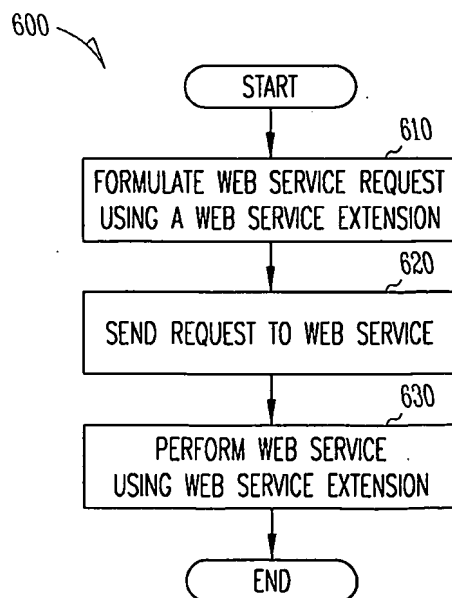 600
START
610
FORMULATE WEB SERVICE REQUEST
USING A WEB SERVICE EXTENSION
620
SEND REQUEST TO WEB SERVICE
630
PERFORM WEB SERVICE
USING WEB SERVICE EXTENSION
END